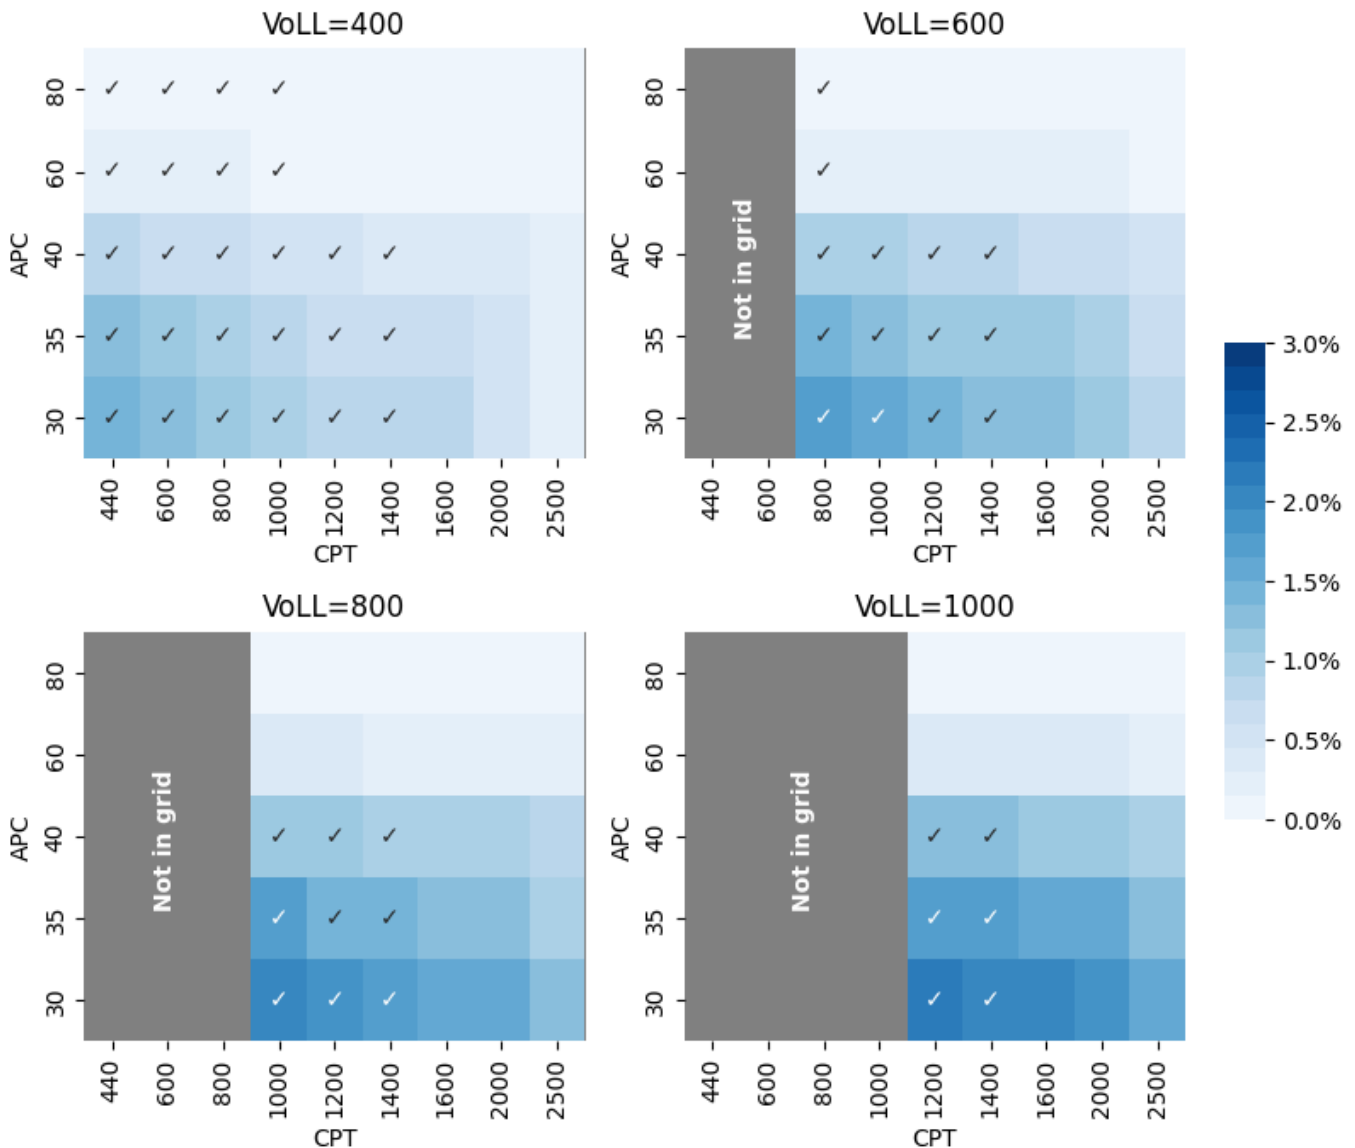 VoLL=400
VoLL=600
80
✓ ✓ ✓ ✓
60
✓ ✓ ✓ ✓
APC
40
✓ ✓ ✓ ✓ ✓ ✓
35
✓ ✓ ✓ ✓ ✓ ✓
30
✓ ✓ ✓ ✓ ✓ ✓
440 600 800 1000 1200 1400 1600 2000 2500
CPT
80
✓
60
✓
APC
40
✓ ✓ ✓ ✓
35
✓ ✓ ✓ ✓
30
✓ ✓ ✓ ✓
Not in grid
440 600 800 1000 1200 1400 1600 2000 2500
CPT
VoLL=800
VoLL=1000
80
60
APC
40
✓ ✓ ✓
35
✓ ✓ ✓
30
✓ ✓ ✓
Not in grid
440 600 800 1000 1200 1400 1600 2000 2500
CPT
80
60
APC
40
✓ ✓
35
✓ ✓
30
✓ ✓
Not in grid
440 600 800 1000 1200 1400 1600 2000 2500
CPT
3.0%
2.5%
2.0%
1.5%
1.0%
0.5%
0.0%